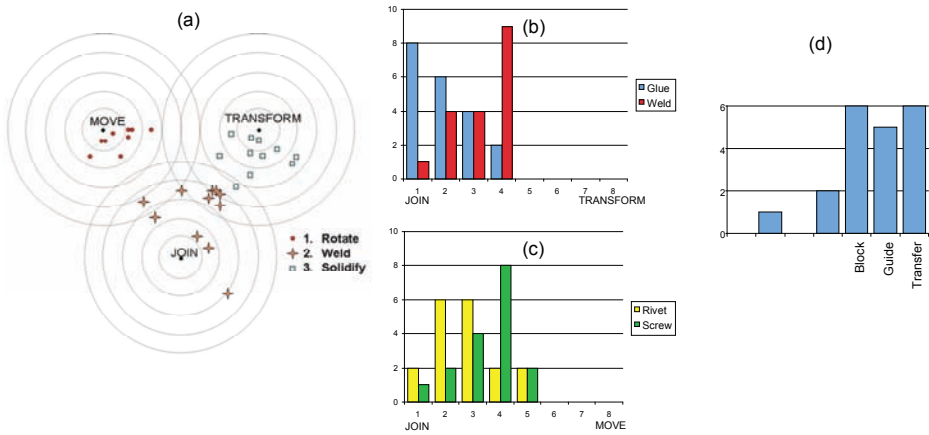 (a)
MOVE
TRANSFORM
JOIN
1. Rotate
2. Weld
3. Solidify
(b)
10
8
6
4
2
0
1 2 3 4 5 6 7 8
JOIN TRANSFORM
Glue
Weld
(c)
10
8
6
4
2
0
1 2 3 4 5 6 7 8
JOIN MOVE
Rivet
Screw
(d)
6
4
2
0
Block
Guide
Transfer